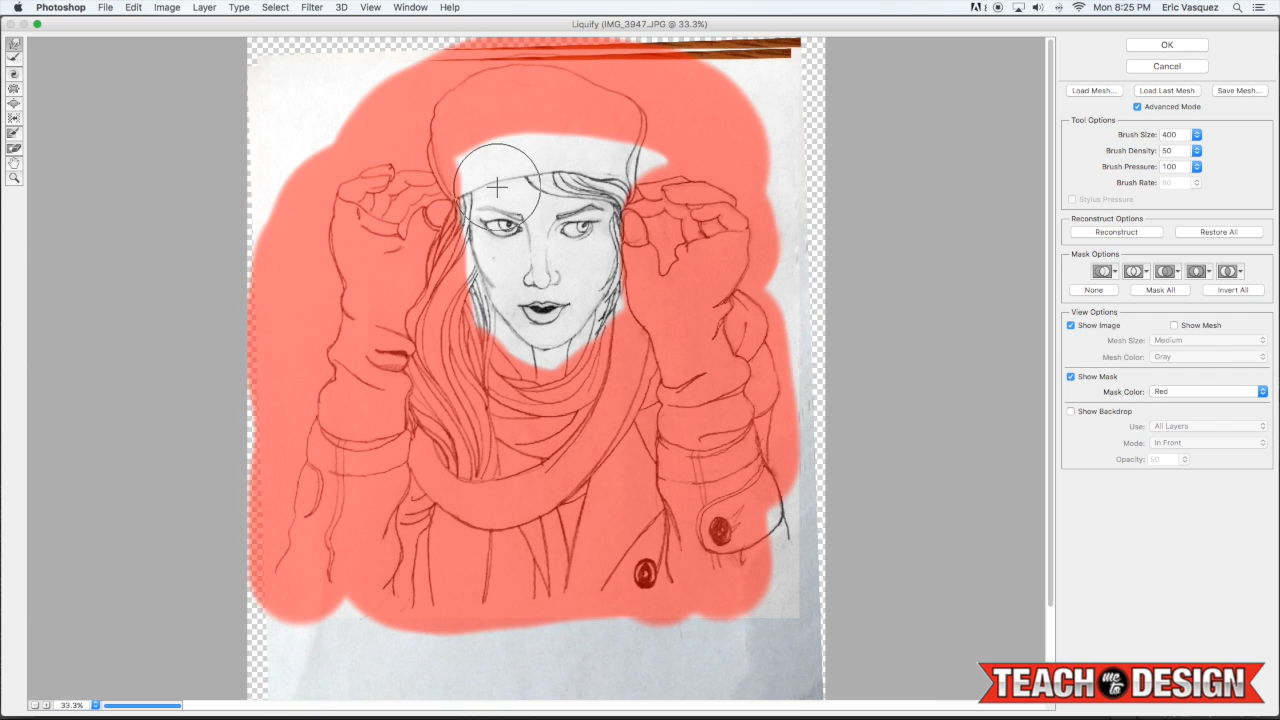 Photoshop File Edit Image Layer Type Select Filter 3D View Window Help Mon 8:25 PM Eric Vasquez
Liquify (IMG_3947.JPG @ 33.3%)
OK
Cancel
Load Mesh... Load Last Mesh Save Mesh...
Advanced Mode
Tool Options
Brush Size: 400
Brush Density: 50
Brush Pressure: 100
Brush Rate: 80
Stylus Pressure
Reconstruct Options
Reconstruct Restore All
Mask Options
None Mask All Invert All
View Options
Show Image Show Mesh
Mesh Size: Medium
Mesh Color: Gray
Show Mask
Mask Color: Red
Show Backdrop
Use: All Layers
Mode: In Front
Opacity: 50
TEACH me to DESIGN
33.3%